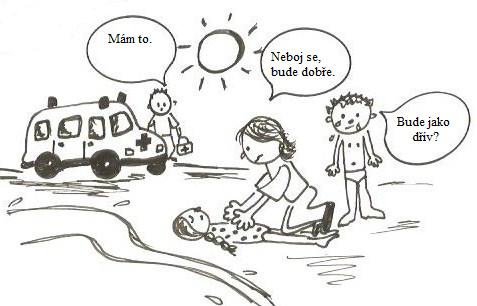 Mám to.
Neboj se,
bude dobře.
Bude jako
dřív?